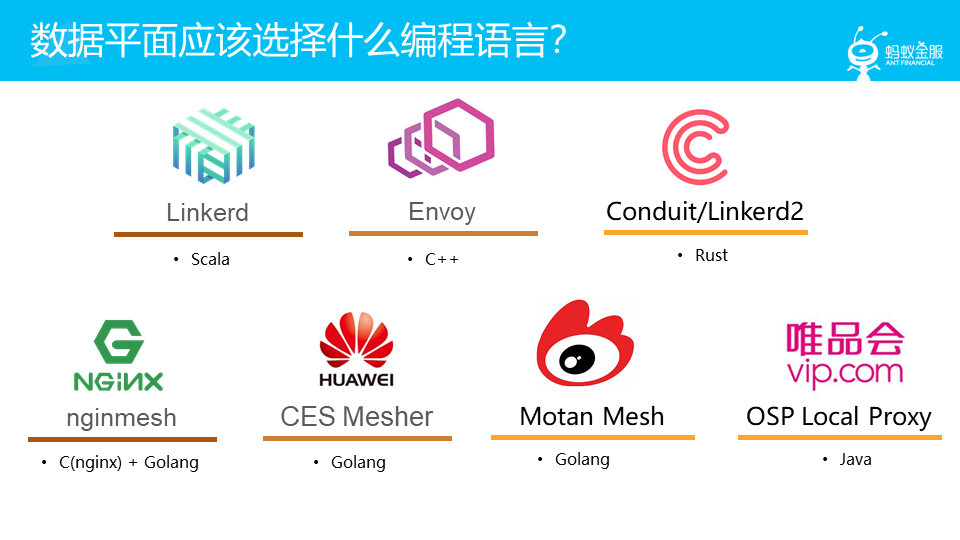 数据平面应该选择什么编程语言？
蚂蚁金服
ANT FINANCIAL
Linkerd
• Scala
Envoy
• C++
Conduit/Linkerd2
• Rust
NGiNX
nginmesh
• C(nginx) + Golang
HUAWEI
CES Mesher
• Golang
Motan Mesh
• Golang
唯品会
vip.com
OSP Local Proxy
• Java